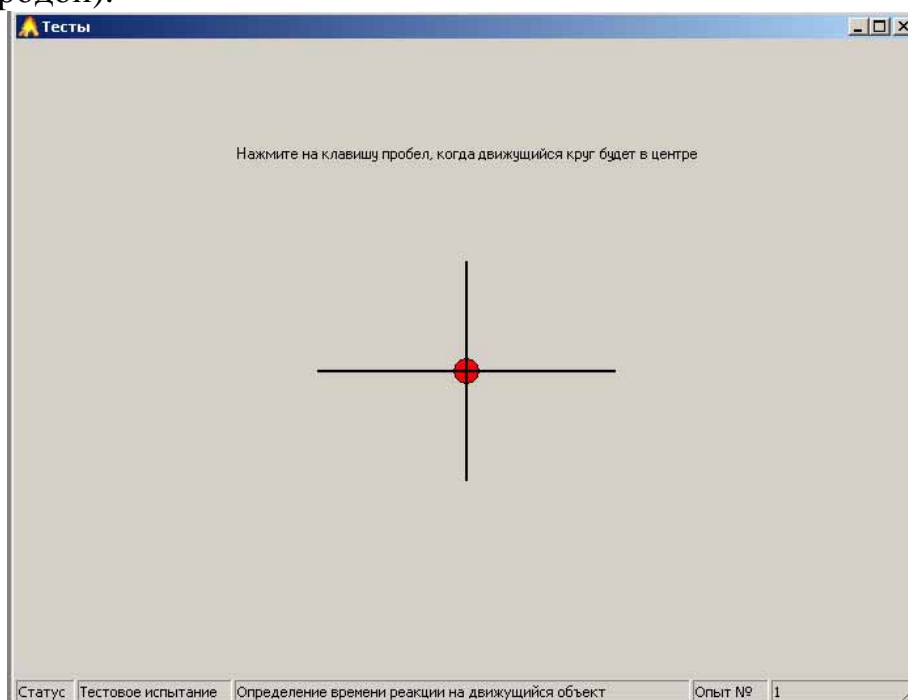 Тесты
Нажмите на клавишу пробел, когда движущийся круг будет в центре
Статус Тестовое испытание Определение времени реакции на движущийся объект Опыт № 1